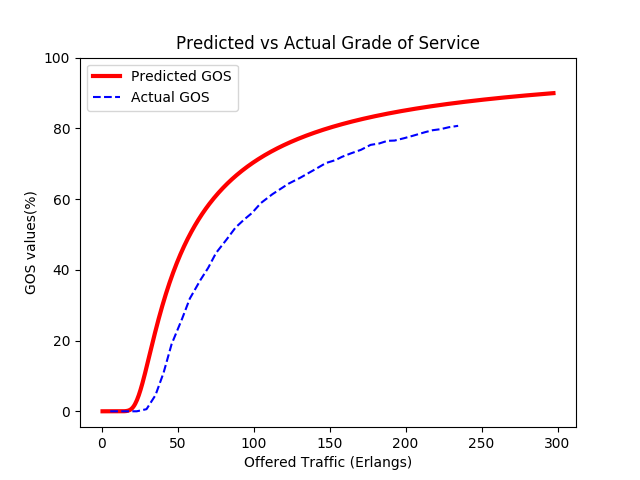 Predicted vs Actual Grade of Service
Predicted GOS
Actual GOS
GOS values(%)
100
80
60
40
20
0
0 50 100 150 200 250 300
Offered Traffic (Erlangs)